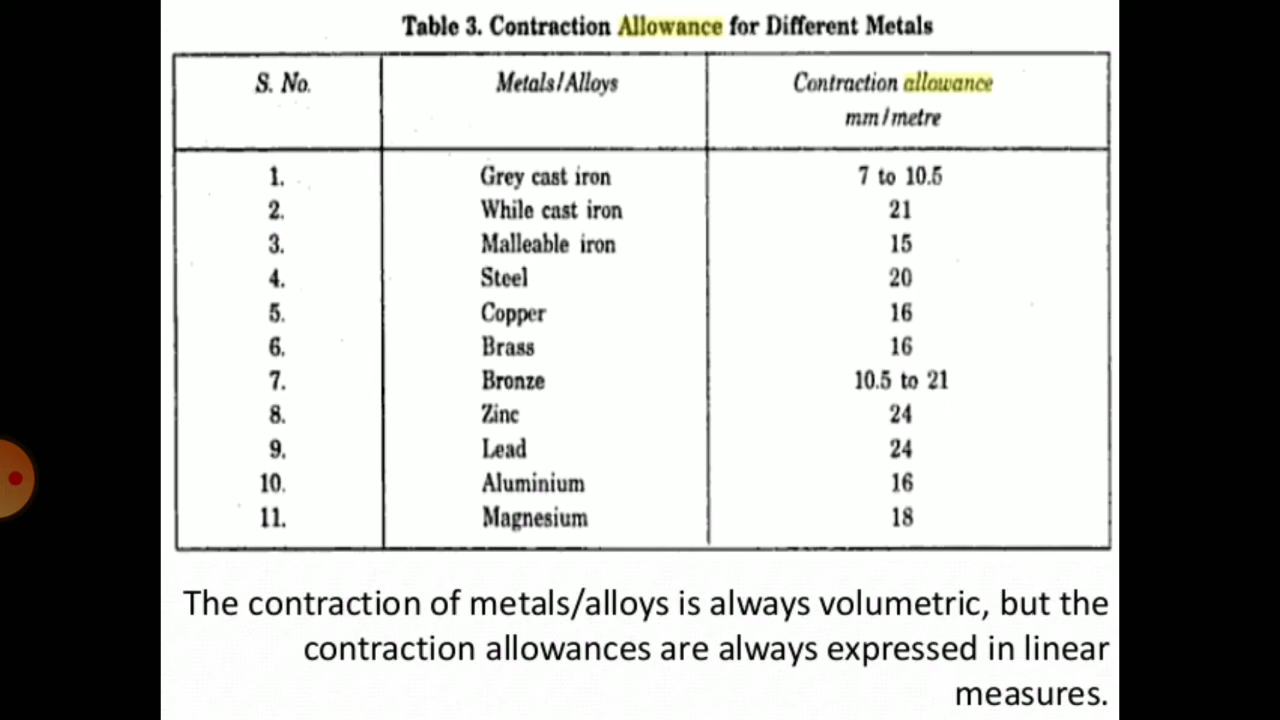 Table 3. Contraction Allowance for Different Metals
S. No. Metals/Alloys Contraction allowance
mm/metre
1. Grey cast iron 7 to 10.5
2. While cast iron 21
3. Malleable iron 15
4. Steel 20
5. Copper 16
6. Brass 16
7. Bronze 10.5 to 21
8. Zinc 24
9. Lead 24
10. Aluminium 16
11. Magnesium 18
The contraction of metals/alloys is always volumetric, but the
contraction allowances are always expressed in linear
measures.